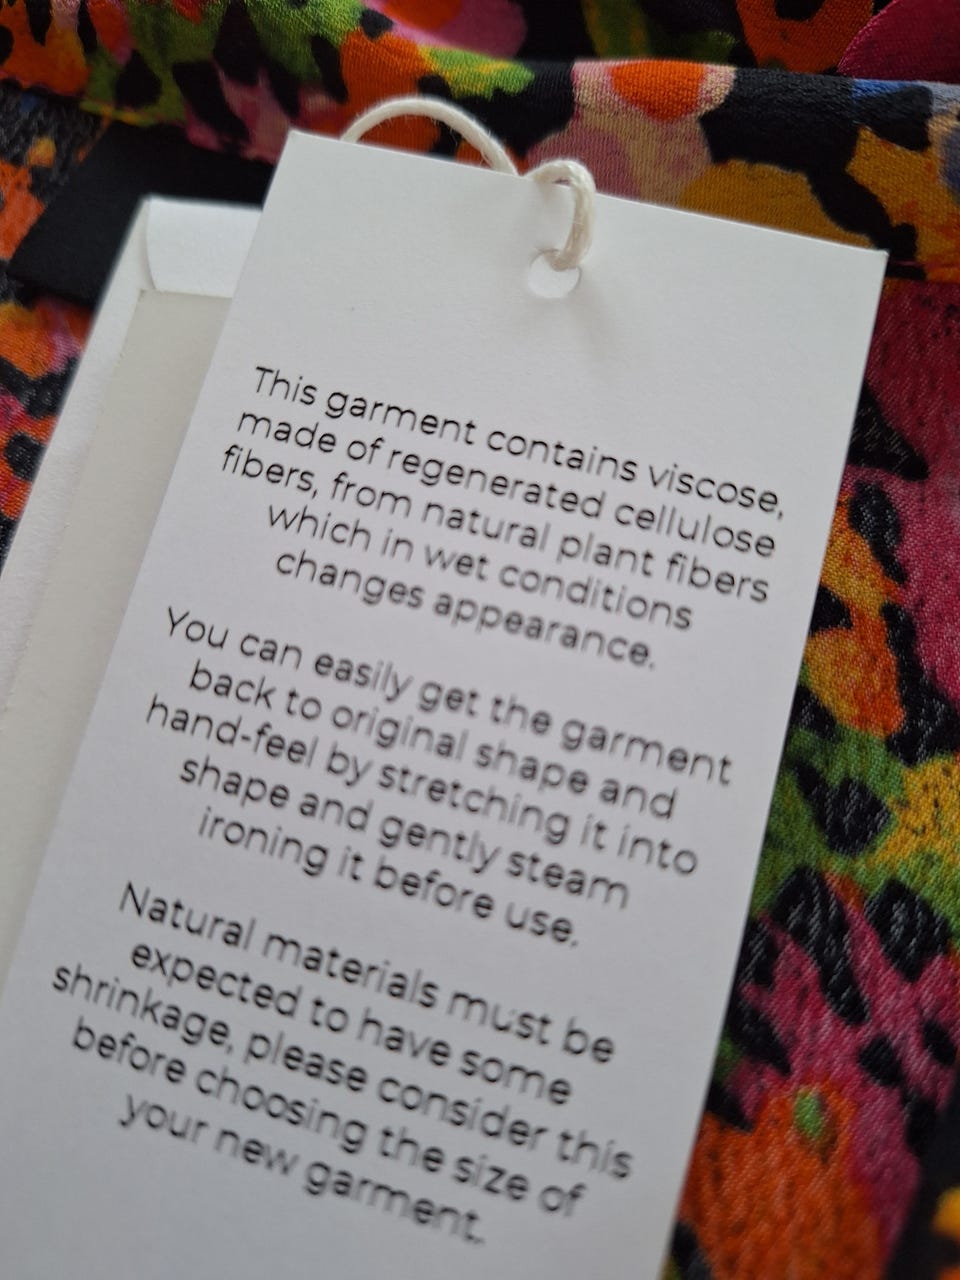 This garment contains viscose,
made of regenerated cellulose
fibers, from natural plant fibers
which in wet conditions
changes appearance.
You can easily get the garment
back to original shape and
hand-feel by stretching it into
shape and gently steam
ironing it before use.
Natural materials must be
expected to have some
shrinkage, please consider this
before choosing the size of
your new garment.